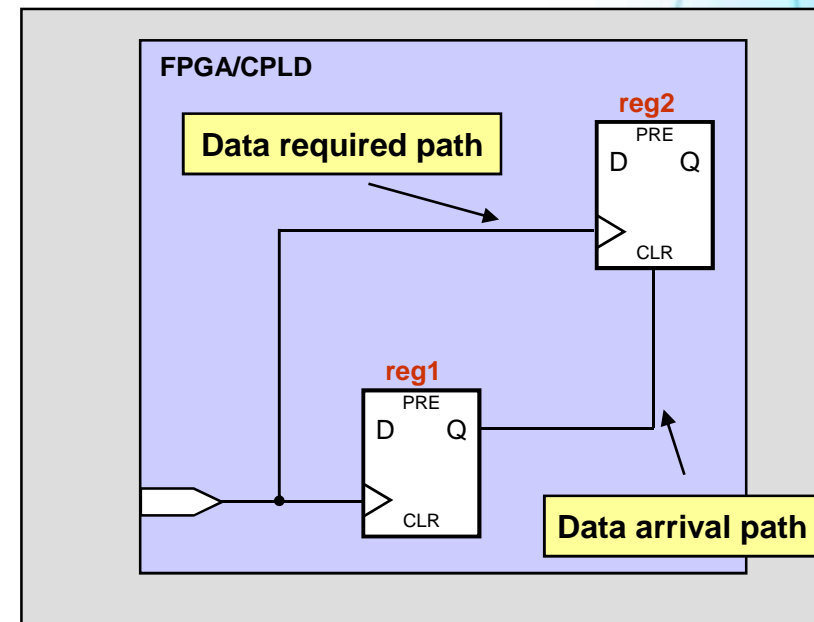 FPGA/CPLD
reg2
Data required path
PRE
D Q
CLR
reg1
PRE
D Q
CLR
Data arrival path